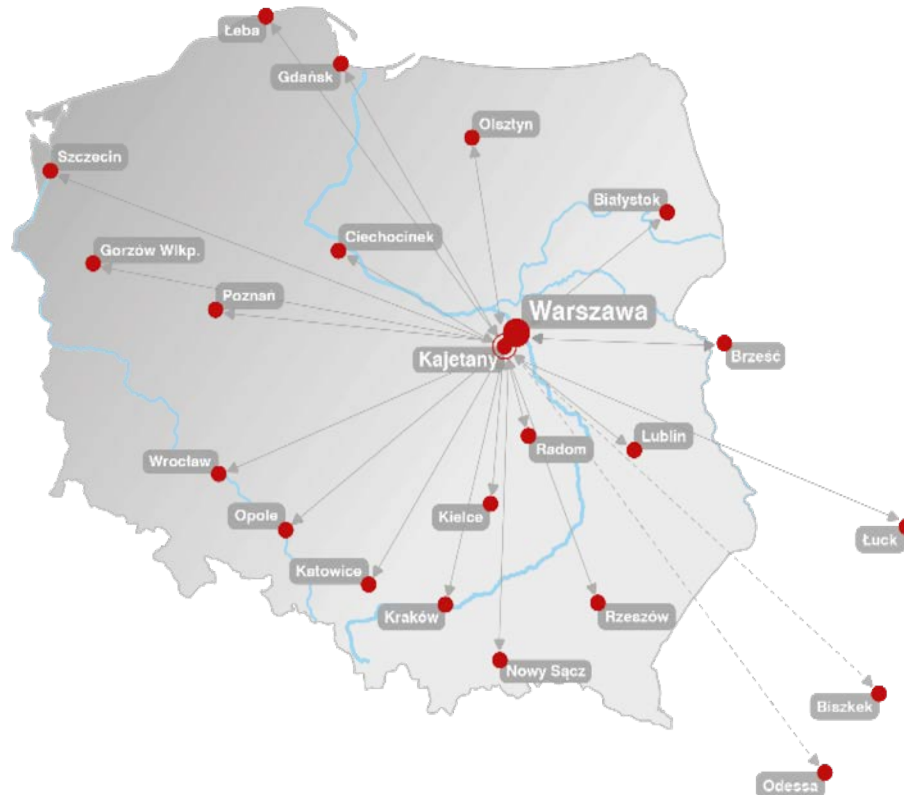 Łeba
Gdańsk
Olsztyn
Szczecin
Białystok
Ciechocinek
Gorzów Wlkp.
Poznań
Warszawa
Kajetany
Brześć
Radom
Lublin
Wrocław
Opole
Kielce
Łuck
Katowice
Kraków
Rzeszów
Nowy Sącz
Biszkek
Odessa